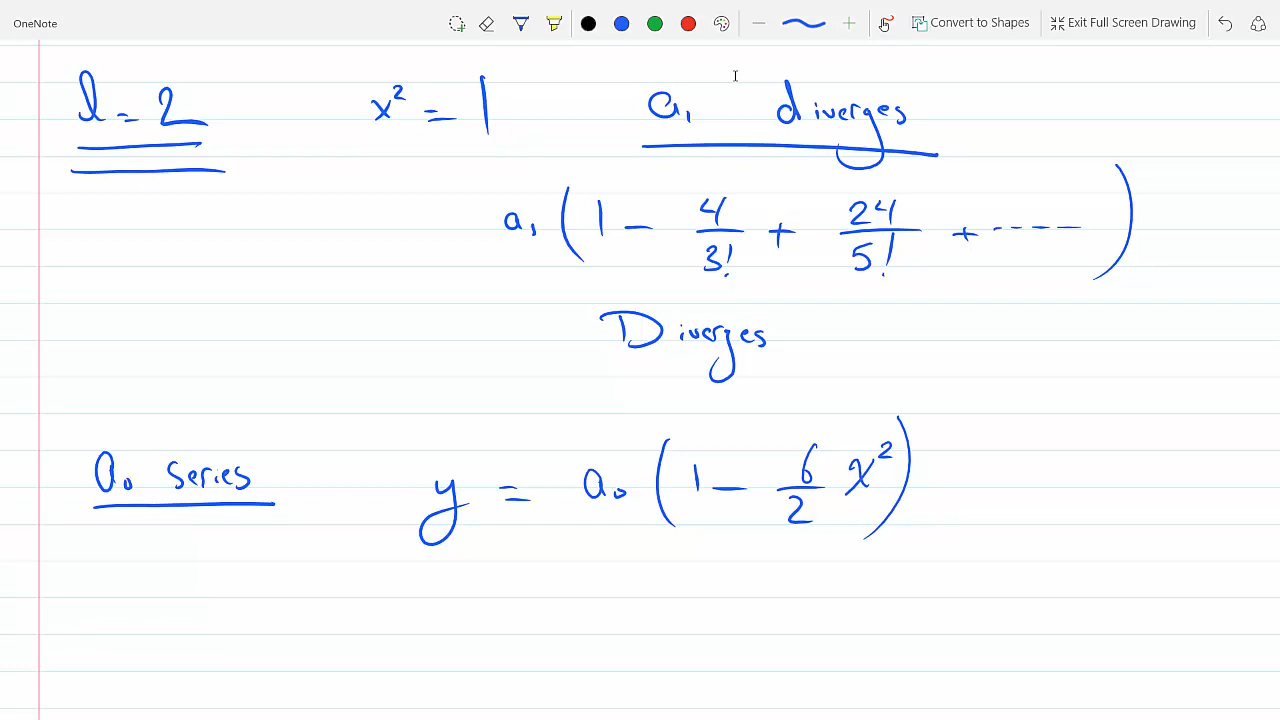 OneNote
Convert to Shapes
Exit Full Screen Drawing
l = 2 x² = 1 a₁ diverges
a₁ (1 - 4/3! + 24/5! + ----)
Diverges
a₀ series y = a₀ (1 - 6/2 x²)